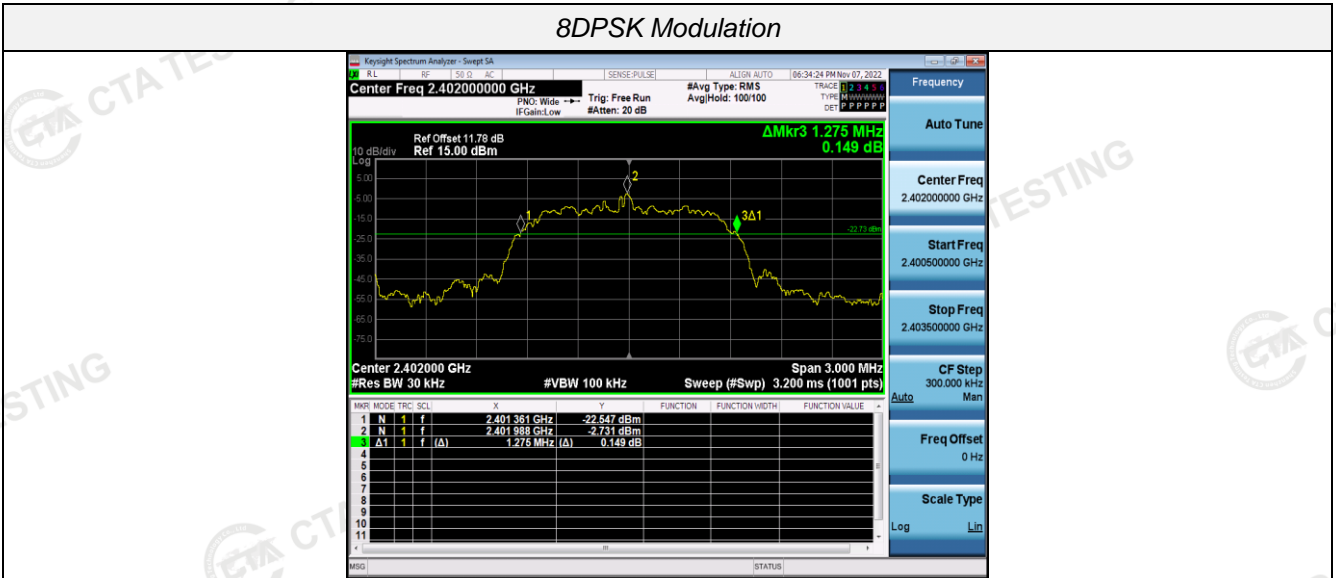 8DPSK Modulation
Keysight Spectrum Analyzer - Swept SA
RL RF 50 Ω AC SENSE:PULSE ALIGN AUTO 06:34:24 PM Nov 07, 2022
Center Freq 2.402000000 GHz #Avg Type: RMS TRACE 1 2 3 4 5 6
PNO: Wide Trig: Free Run Avg|Hold: 100/100 TYPE M WWWWW
IFGain:Low #Atten: 20 dB DET P P P P P P
ΔMkr3 1.275 MHz
0.149 dB
Ref Offset 11.78 dB
10 dB/div Ref 15.00 dBm
Log
5.00
-5.00
-15.0
-25.0
-35.0
-45.0
-55.0
-65.0
-75.0
1
2
3Δ1
-22.73 dBm
Center 2.402000 GHz Span 3.000 MHz
#Res BW 30 kHz #VBW 100 kHz Sweep (#Swp) 3.200 ms (1001 pts)
MKR MODE TRC SCL X Y FUNCTION FUNCTION WIDTH FUNCTION VALUE
1 N 1 f 2.401 361 GHz -22.547 dBm
2 N 1 f 2.401 988 GHz -2.731 dBm
3 Δ1 1 f (Δ) 1.275 MHz (Δ) 0.149 dB
4
5
6
7
8
9
10
11
MSG STATUS
Frequency
Auto Tune
Center Freq
2.402000000 GHz
Start Freq
2.400500000 GHz
Stop Freq
2.403500000 GHz
CF Step
300.000 kHz
Auto Man
Freq Offset
0 Hz
Scale Type
Log Lin
CTA TES
TESTING
STING
CTA
C